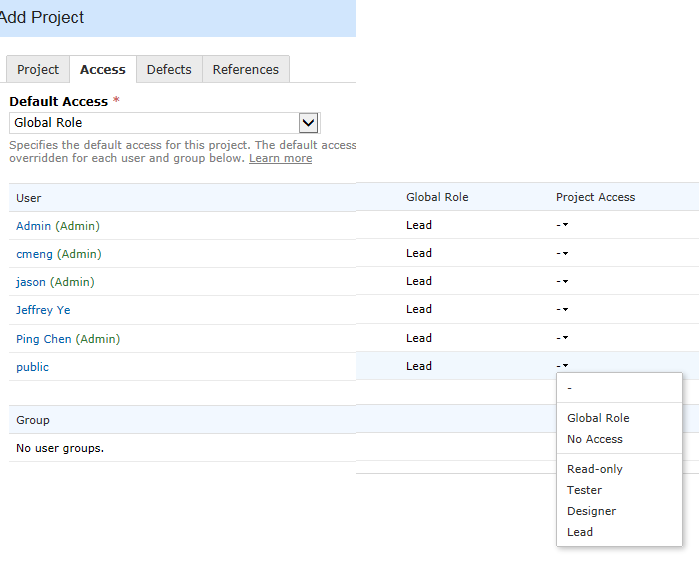 Add Project
Project Access Defects References
Default Access *
Global Role
Specifies the default access for this project. The default access
overridden for each user and group below. Learn more
User Global Role Project Access
Admin (Admin) Lead -
cmeng (Admin) Lead -
jason (Admin) Lead -
Jeffrey Ye Lead -
Ping Chen (Admin) Lead -
public Lead -
-
Global Role
No Access
Read-only
Tester
Designer
Lead
Group
No user groups.